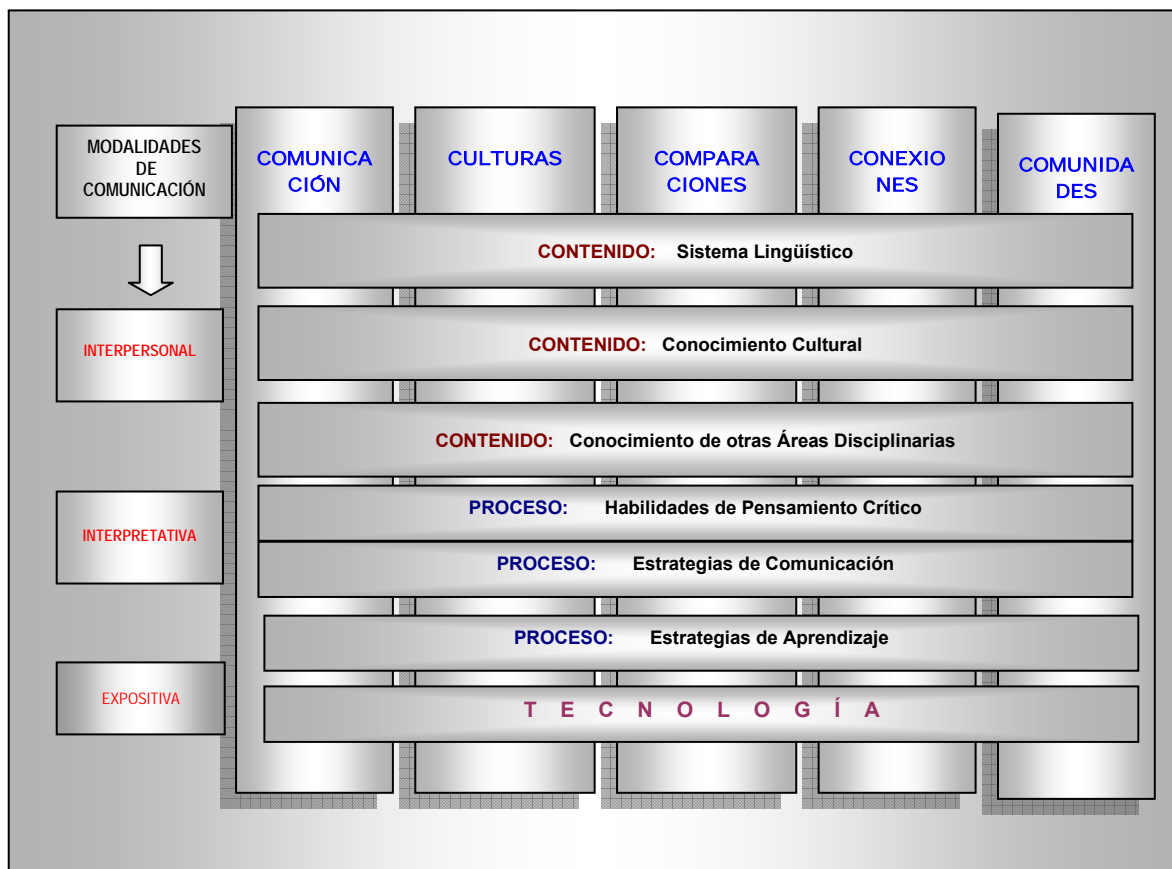 MODALIDADES
DE
COMUNICACIÓN
COMUNICA
CIÓN
CULTURAS
COMPARA
CIONES
CONEXIO
NES
COMUNIDA
DES
CONTENIDO: Sistema Lingüístico
INTERPERSONAL
CONTENIDO: Conocimiento Cultural
CONTENIDO: Conocimiento de otras Áreas Disciplinarias
PROCESO: Habilidades de Pensamiento Crítico
INTERPRETATIVA
PROCESO: Estrategias de Comunicación
PROCESO: Estrategias de Aprendizaje
EXPOSITIVA
T E C N O L O G Í A